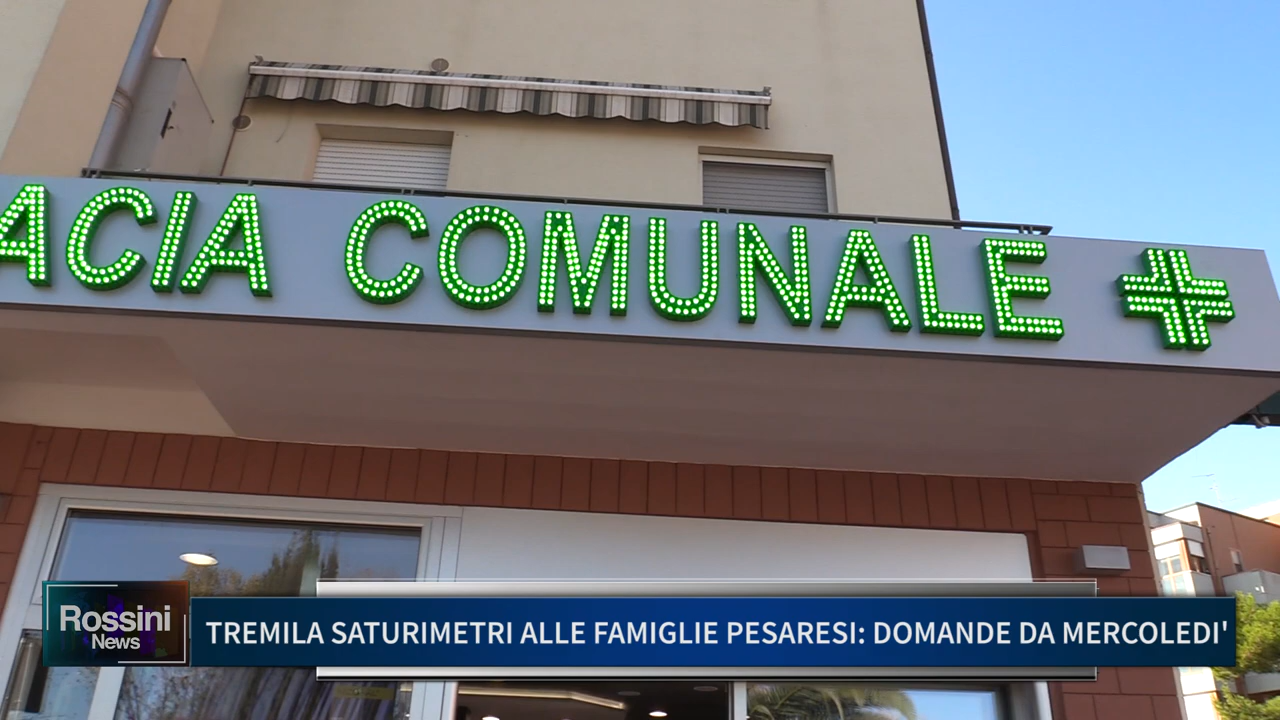 ACIA COMUNALE
Rossini
News
TREMILA SATURIMETRI ALLE FAMIGLIE PESARESI: DOMANDE DA MERCOLEDI'